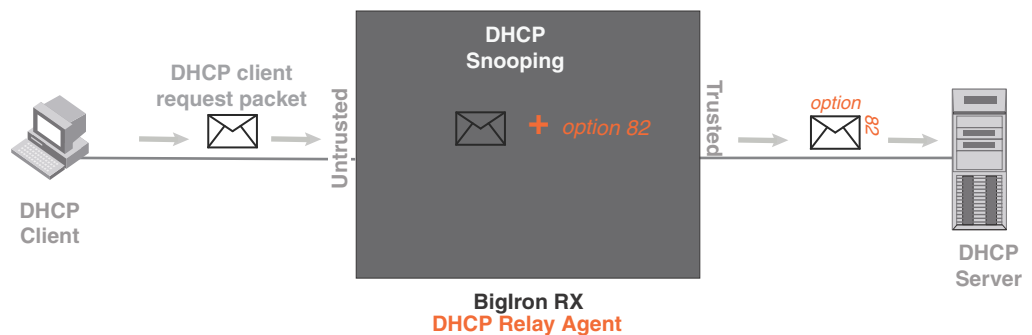 DHCP client
request packet
DHCP
Client
Untrusted
DHCP
Snooping
+ option 82
Trusted
option
82
DHCP
Server
BigIron RX
DHCP Relay Agent